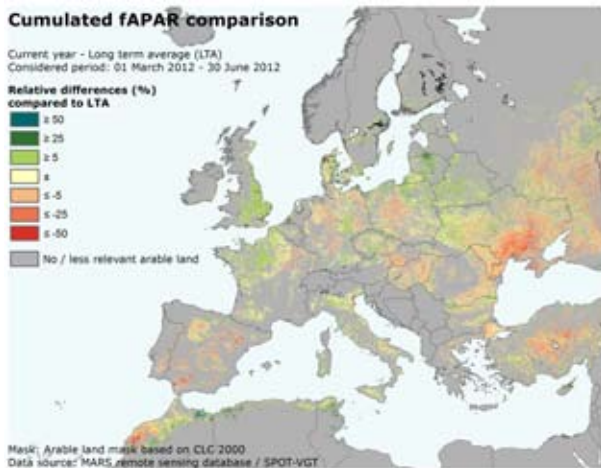 Cumulated fAPAR comparison
Current year - Long term average (LTA)
Considered period: 01 March 2012 - 30 June 2012
Relative differences (%)
compared to LTA
≥ 50
≥ 25
≥ 5
±
≤ -5
≤ -25
≤ -50
No / less relevant arable land
Mask: Arable land mask based on CLC 2000
Data source: MARS remote sensing database / SPOT-VGT